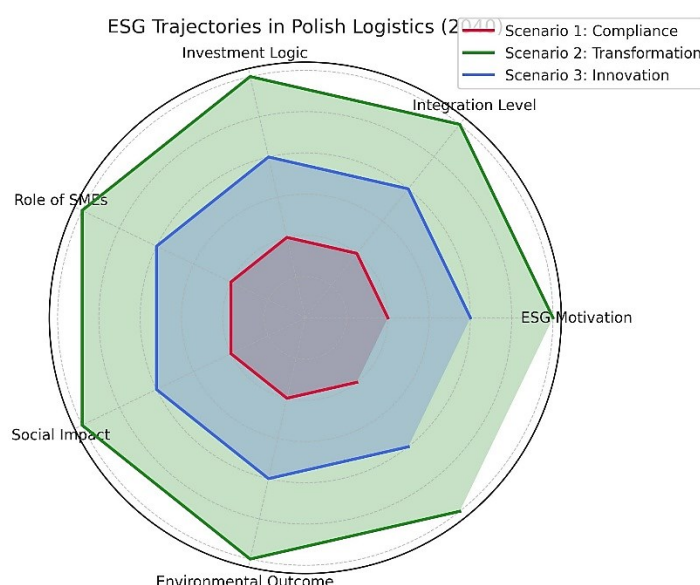 ESG Trajectories in Polish Logistics (2040)
Scenario 1: Compliance
Scenario 2: Transformation
Scenario 3: Innovation
Investment Logic
Integration Level
Role of SMEs
ESG Motivation
Social Impact
Environmental Outcome